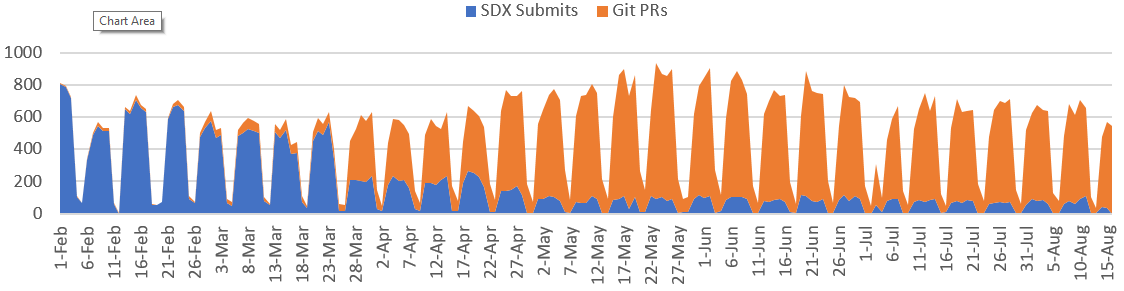 SDX Submits Git PRs
Chart Area
1000
800
600
400
200
0
1-Feb
6-Feb
11-Feb
16-Feb
21-Feb
26-Feb
3-Mar
8-Mar
13-Mar
18-Mar
23-Mar
28-Mar
2-Apr
7-Apr
12-Apr
17-Apr
22-Apr
27-Apr
2-May
7-May
12-May
17-May
22-May
27-May
1-Jun
6-Jun
11-Jun
16-Jun
21-Jun
26-Jun
1-Jul
6-Jul
11-Jul
16-Jul
21-Jul
26-Jul
31-Jul
5-Aug
10-Aug
15-Aug